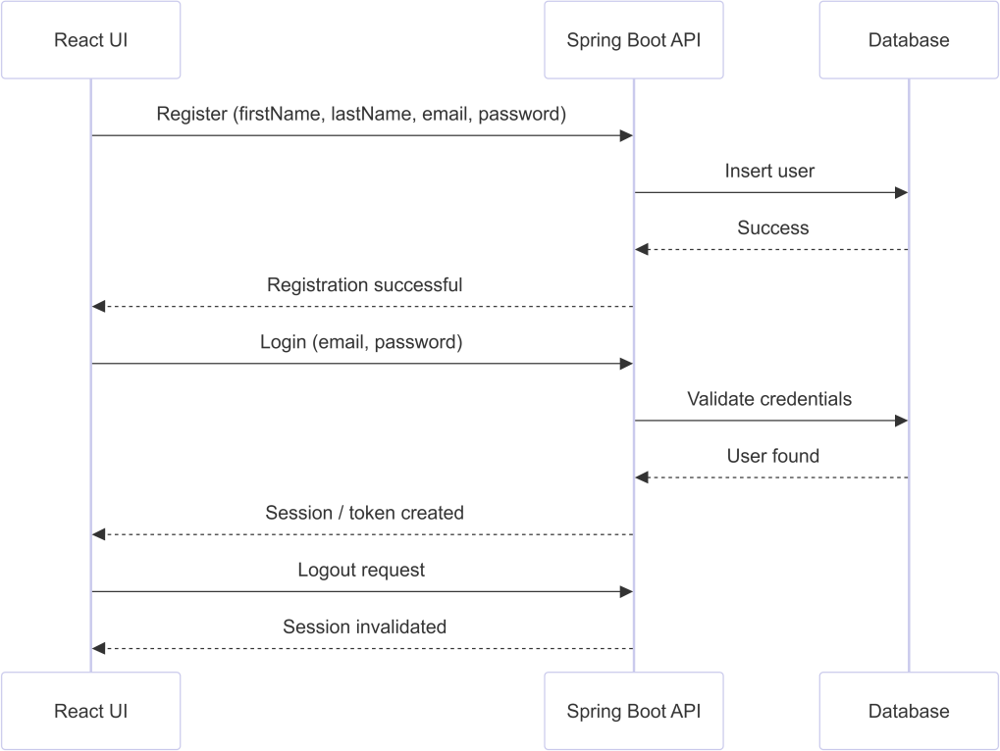 React UI
Spring Boot API
Database
Register (firstName, lastName, email, password)
Insert user
Success
Registration successful
Login (email, password)
Validate credentials
User found
Session / token created
Logout request
Session invalidated
React UI
Spring Boot API
Database